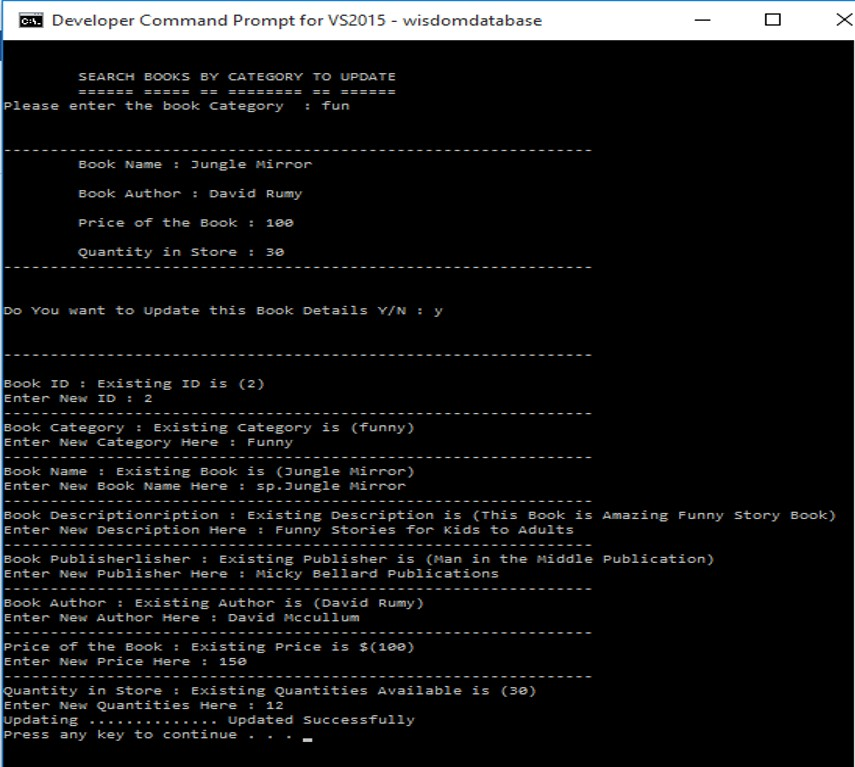 Developer Command Prompt for VS2015 - wisdomdatabase
SEARCH BOOKS BY CATEGORY TO UPDATE
====== ===== == ======== == ======
Please enter the book Category  : fun
---------------------------------------------------------------
Book Name : Jungle Mirror
Book Author : David Rumy
Price of the Book : 100
Quantity in Store : 30
---------------------------------------------------------------
Do You want to Update this Book Details Y/N : y
---------------------------------------------------------------
Book ID : Existing ID is (2)
Enter New ID : 2
---------------------------------------------------------------
Book Category : Existing Category is (funny)
Enter New Category Here : Funny
---------------------------------------------------------------
Book Name : Existing Book is (Jungle Mirror)
Enter New Book Name Here : sp.Jungle Mirror
---------------------------------------------------------------
Book Descriptionription : Existing Description is (This Book is Amazing Funny Story Book)
Enter New Description Here : Funny Stories for Kids to Adults
---------------------------------------------------------------
Book Publisherlisher : Existing Publisher is (Man in the Middle Publication)
Enter New Publisher Here : Micky Bellard Publications
---------------------------------------------------------------
Book Author : Existing Author is (David Rumy)
Enter New Author Here : David Mccullum
---------------------------------------------------------------
Price of the Book : Existing Price is $(100)
Enter New Price Here : 150
---------------------------------------------------------------
Quantity in Store : Existing Quantities Available is (30)
Enter New Quantities Here : 12
Updating .............. Updated Successfully
Press any key to continue . . . _